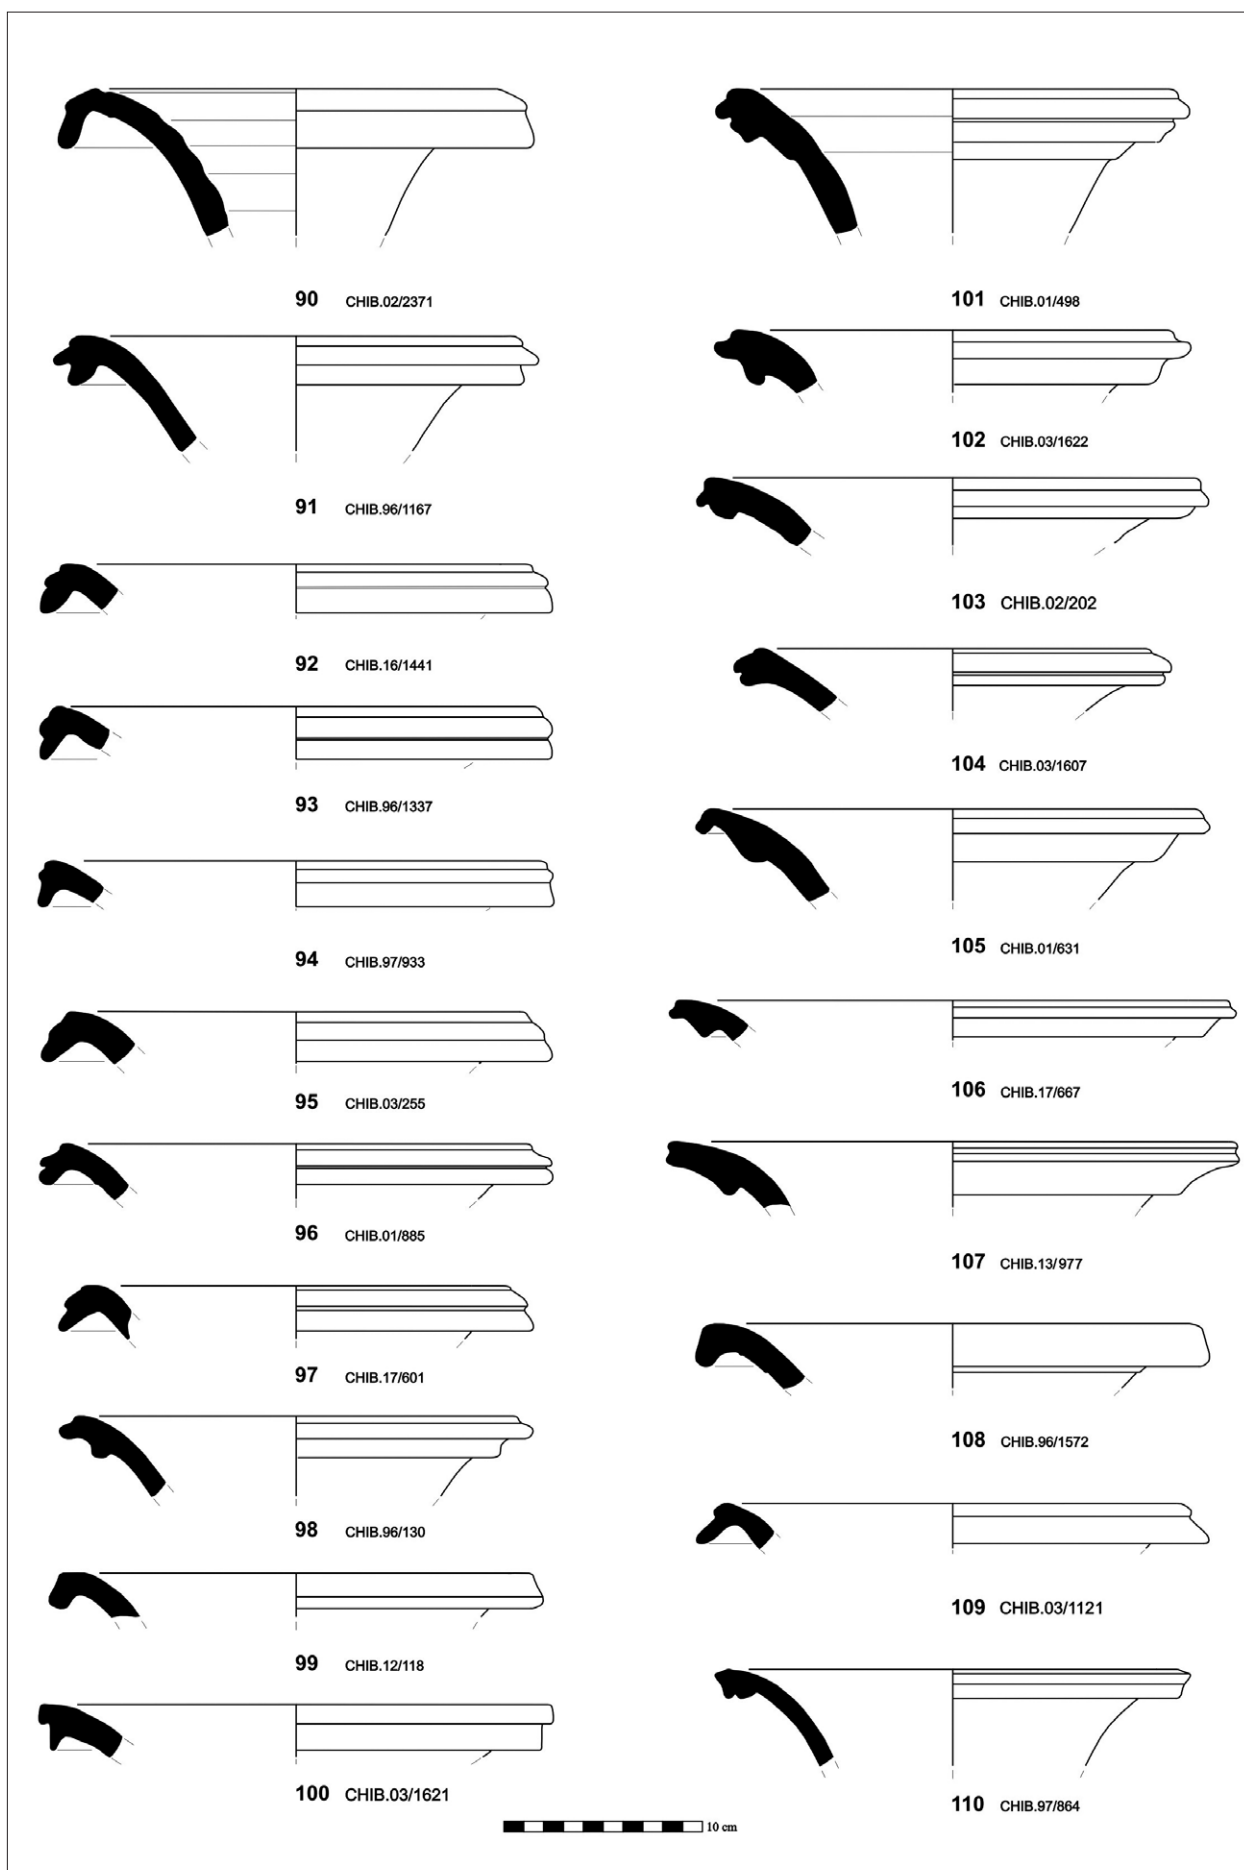 90 CHIB.02/2371
91 CHIB.96/1167
92 CHIB.16/1441
93 CHIB.96/1337
94 CHIB.97/933
95 CHIB.03/255
96 CHIB.01/885
97 CHIB.17/601
98 CHIB.96/130
99 CHIB.12/118
100 CHIB.03/1621
101 CHIB.01/498
102 CHIB.03/1622
103 CHIB.02/202
104 CHIB.03/1607
105 CHIB.01/631
106 CHIB.17/667
107 CHIB.13/977
108 CHIB.96/1572
109 CHIB.03/1121
110 CHIB.97/864
10 cm